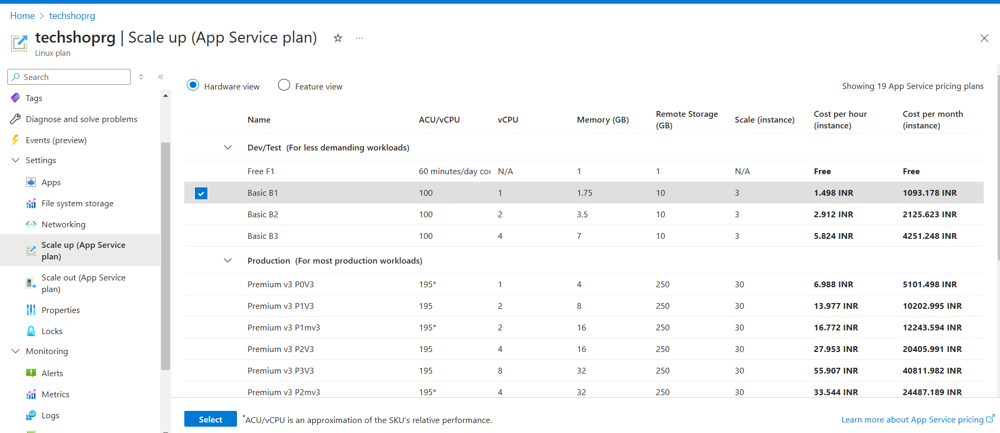 Home > techshoprg
techshoprg | Scale up (App Service plan)
Linux plan
Search
Tags
Diagnose and solve problems
Events (preview)
Settings
Apps
File system storage
Networking
Scale up (App Service
plan)
Scale out (App Service
plan)
Properties
Locks
Monitoring
Alerts
Metrics
Logs
Hardware view Feature view Showing 19 App Service pricing plans
Name ACU/vCPU vCPU Memory (GB) Remote Storage (GB) Scale (instance) Cost per hour (instance) Cost per month (instance)
Dev/Test (For less demanding workloads)
Free F1 60 minutes/day N/A 1 1 N/A Free Free
Basic B1 100 1 1.75 10 3 1.498 INR 1093.178 INR
Basic B2 100 2 3.5 10 3 2.912 INR 2125.623 INR
Basic B3 100 4 7 10 3 5.824 INR 4251.248 INR
Production (For most production workloads)
Premium v3 P0V3 195* 1 4 250 30 6.988 INR 5101.498 INR
Premium v3 P1V3 195 2 8 250 30 13.977 INR 10202.995 INR
Premium v3 P1mv3 195* 2 16 250 30 16.772 INR 12243.594 INR
Premium v3 P2V3 195 4 16 250 30 27.953 INR 20405.991 INR
Premium v3 P3V3 195 8 32 250 30 55.907 INR 40811.982 INR
Premium v3 P2mv3 195* 4 32 250 30 33.544 INR 24487.189 INR
Select *ACU/vCPU is an approximation of the SKU's relative performance. Learn more about App Service pricing